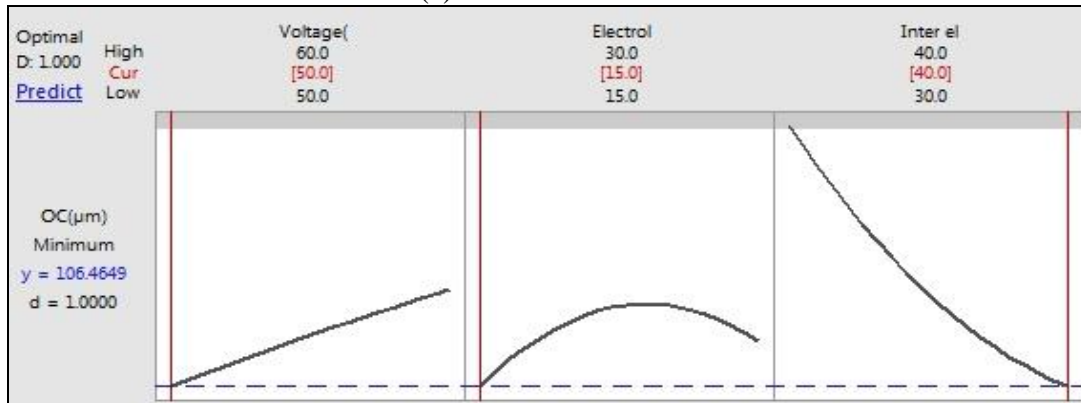 (
)
Optimal
D: 1.000
Predict
High
Cur
Low
Voltage(
60.0
[50.0]
50.0
Electrol
30.0
[15.0]
15.0
Inter el
40.0
[40.0]
30.0
OC(µm)
Minimum
y = 106.4649
d = 1.0000